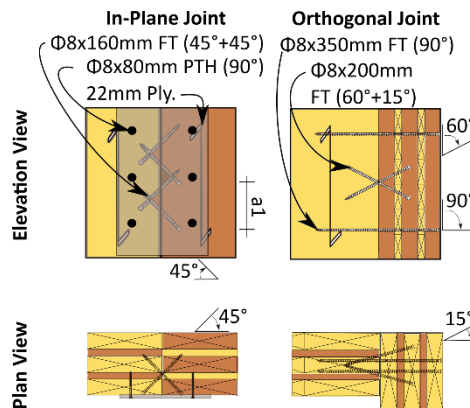 In-Plane Joint
Φ8x160mm FT (45°+45°)
Φ8x80mm PTH (90°)
22mm Ply.
Orthogonal Joint
Φ8x350mm FT (90°)
Φ8x200mm
FT (60°+15°)
Elevation View
a1
45°
60°
90°
Plan View
45°
15°